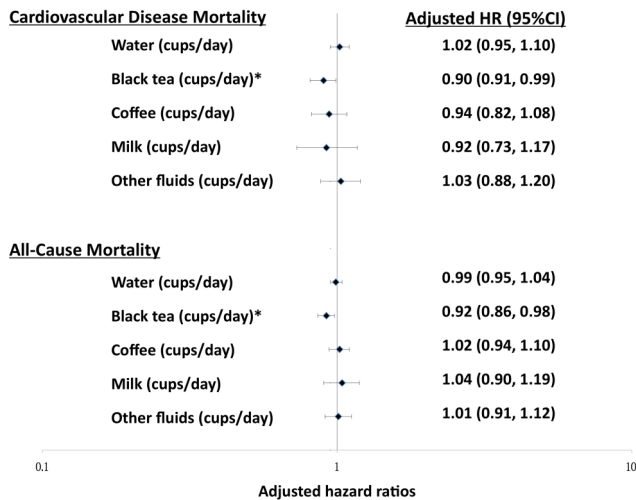 Cardiovascular Disease Mortality Adjusted HR (95%CI)
Water (cups/day) 1.02 (0.95, 1.10)
Black tea (cups/day)* 0.90 (0.91, 0.99)
Coffee (cups/day) 0.94 (0.82, 1.08)
Milk (cups/day) 0.92 (0.73, 1.17)
Other fluids (cups/day) 1.03 (0.88, 1.20)
All-Cause Mortality
Water (cups/day) 0.99 (0.95, 1.04)
Black tea (cups/day)* 0.92 (0.86, 0.98)
Coffee (cups/day) 1.02 (0.94, 1.10)
Milk (cups/day) 1.04 (0.90, 1.19)
Other fluids (cups/day) 1.01 (0.91, 1.12)
0.1 1 10
Adjusted hazard ratios